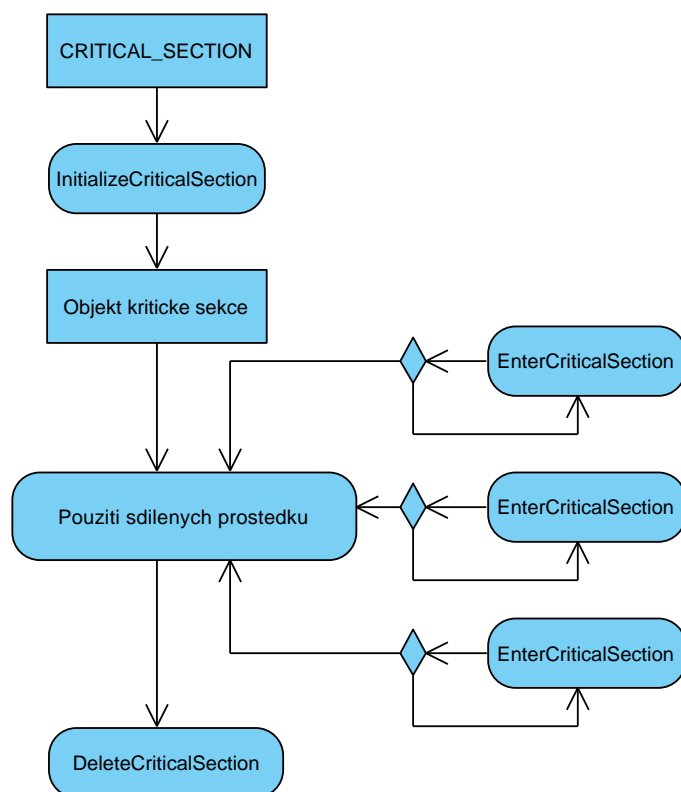 CRITICAL_SECTION
InitializeCriticalSection
Objekt kriticke sekce
EnterCriticalSection
Pouziti sdilenych prostedku
EnterCriticalSection
EnterCriticalSection
DeleteCriticalSection